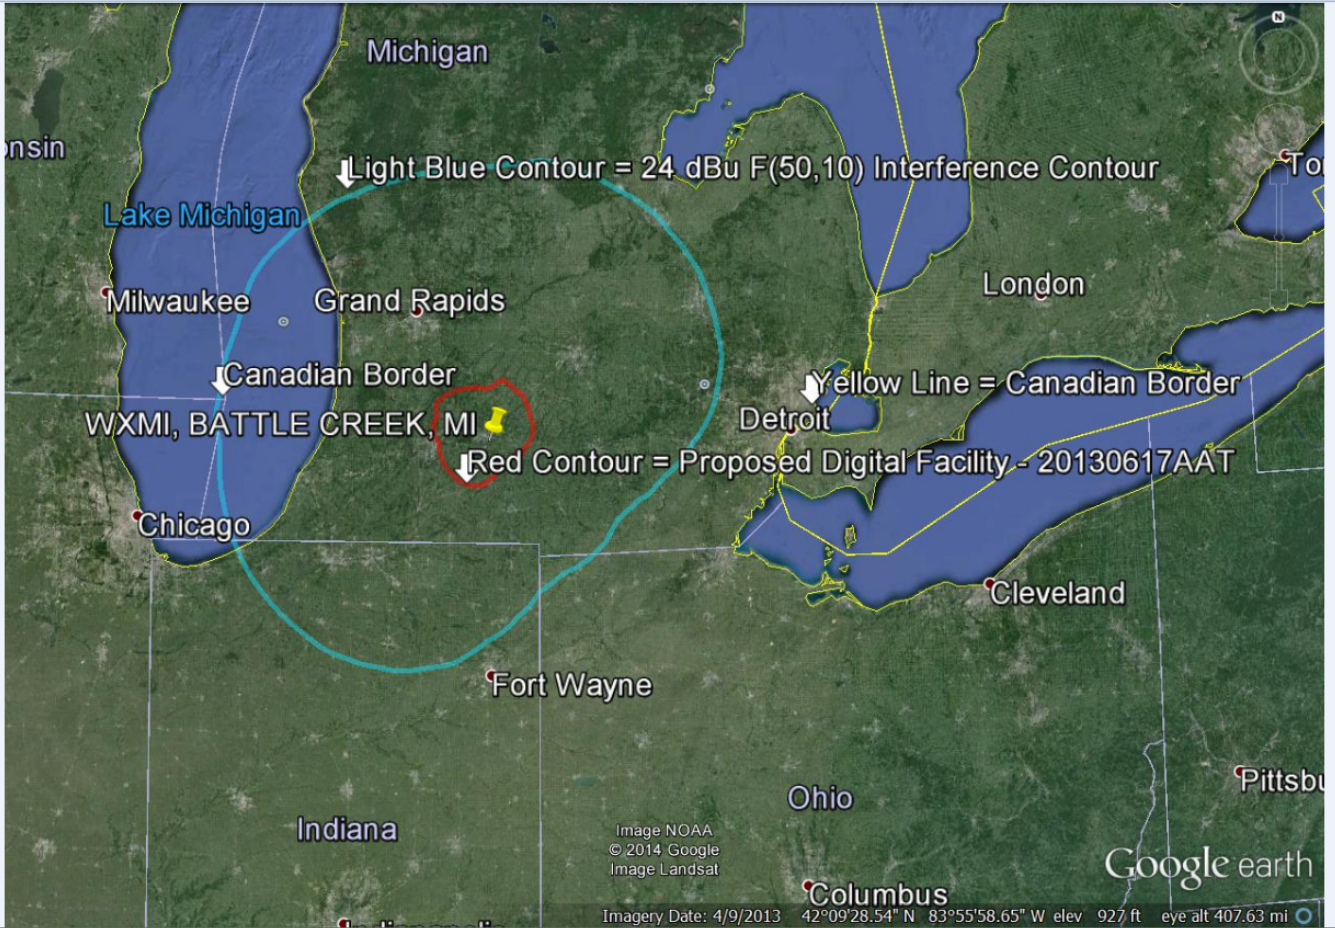 N
Michigan
onsin
Light Blue Contour = 24 dBu F(50,10) Interference Contour
Tor
Lake Michigan
London
Milwaukee
Grand Rapids
Canadian Border
Yellow Line = Canadian Border
WXMI, BATTLE CREEK, MI
Detroit
Red Contour = Proposed Digital Facility - 20130617AAT
Chicago
Cleveland
Fort Wayne
Pittsbu
Ohio
Indiana
Image NOAA
© 2014 Google
Image Landsat
Google earth
Columbus
Imagery Date: 4/9/2013 42°09'28.54" N 83°55'58.65" W elev 927 ft eye alt 407.63 mi